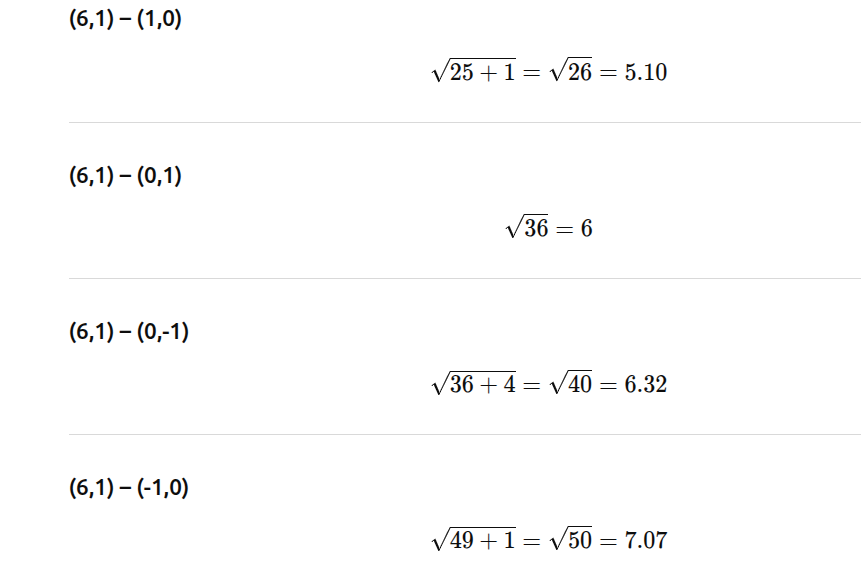 (6,1) – (1,0)
√25 + 1 = √26 = 5.10
(6,1) – (0,1)
√36 = 6
(6,1) – (0,-1)
√36 + 4 = √40 = 6.32
(6,1) – (-1,0)
√49 + 1 = √50 = 7.07